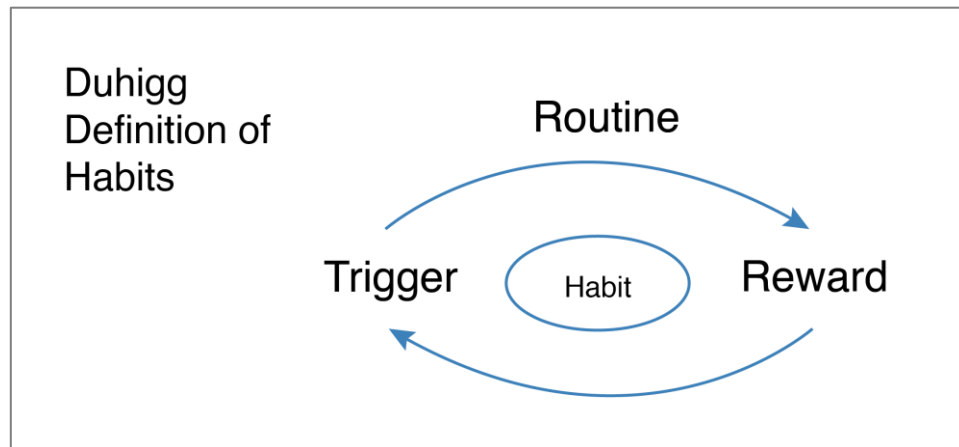 Duhigg
Definition of
Habits
Routine
Trigger
Habit
Reward